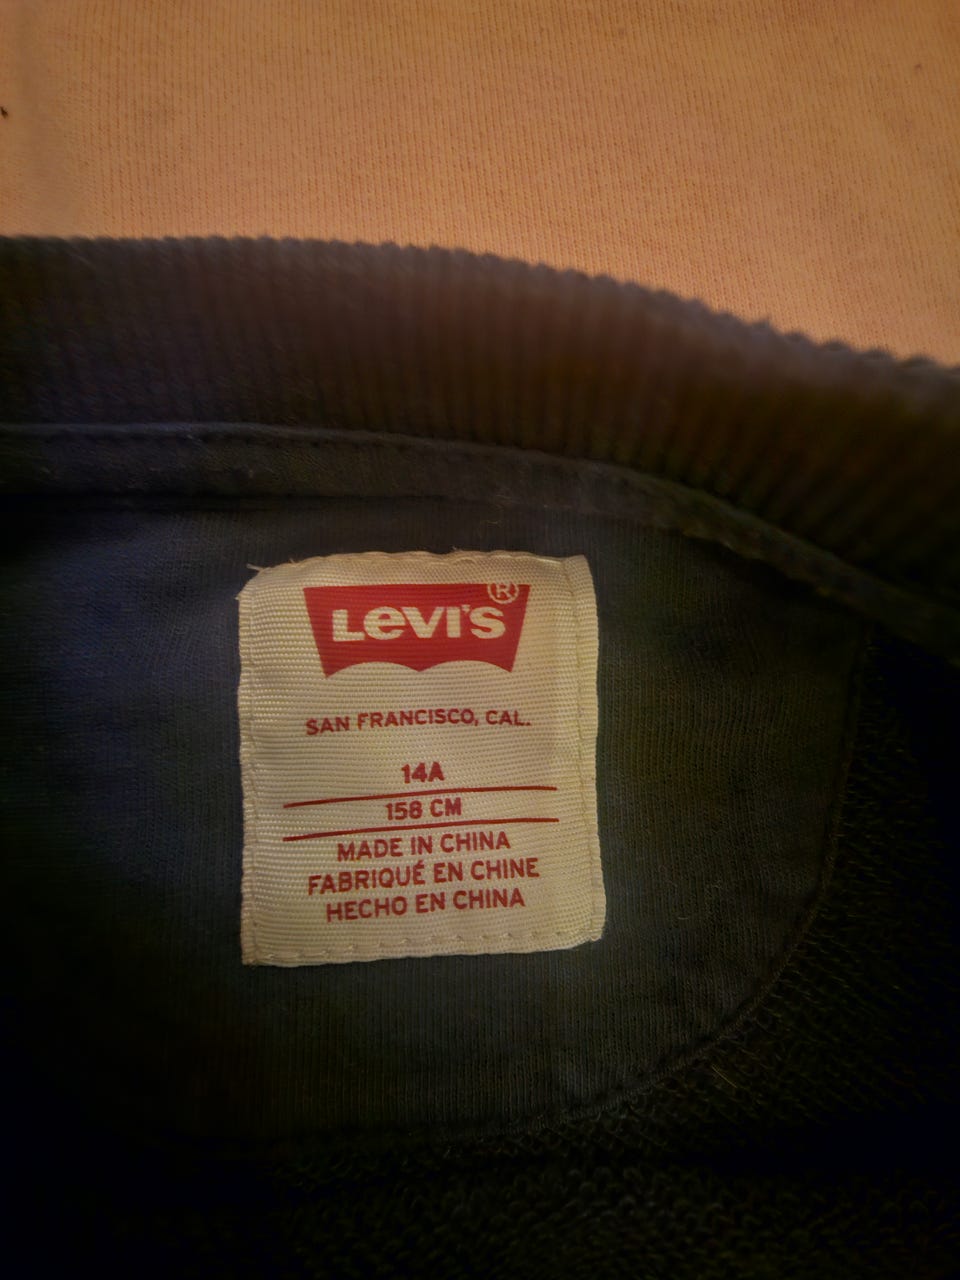 LEVI'S®
SAN FRANCISCO, CAL.
14A
158 CM
MADE IN CHINA
FABRIQUÉ EN CHINE
HECHO EN CHINA